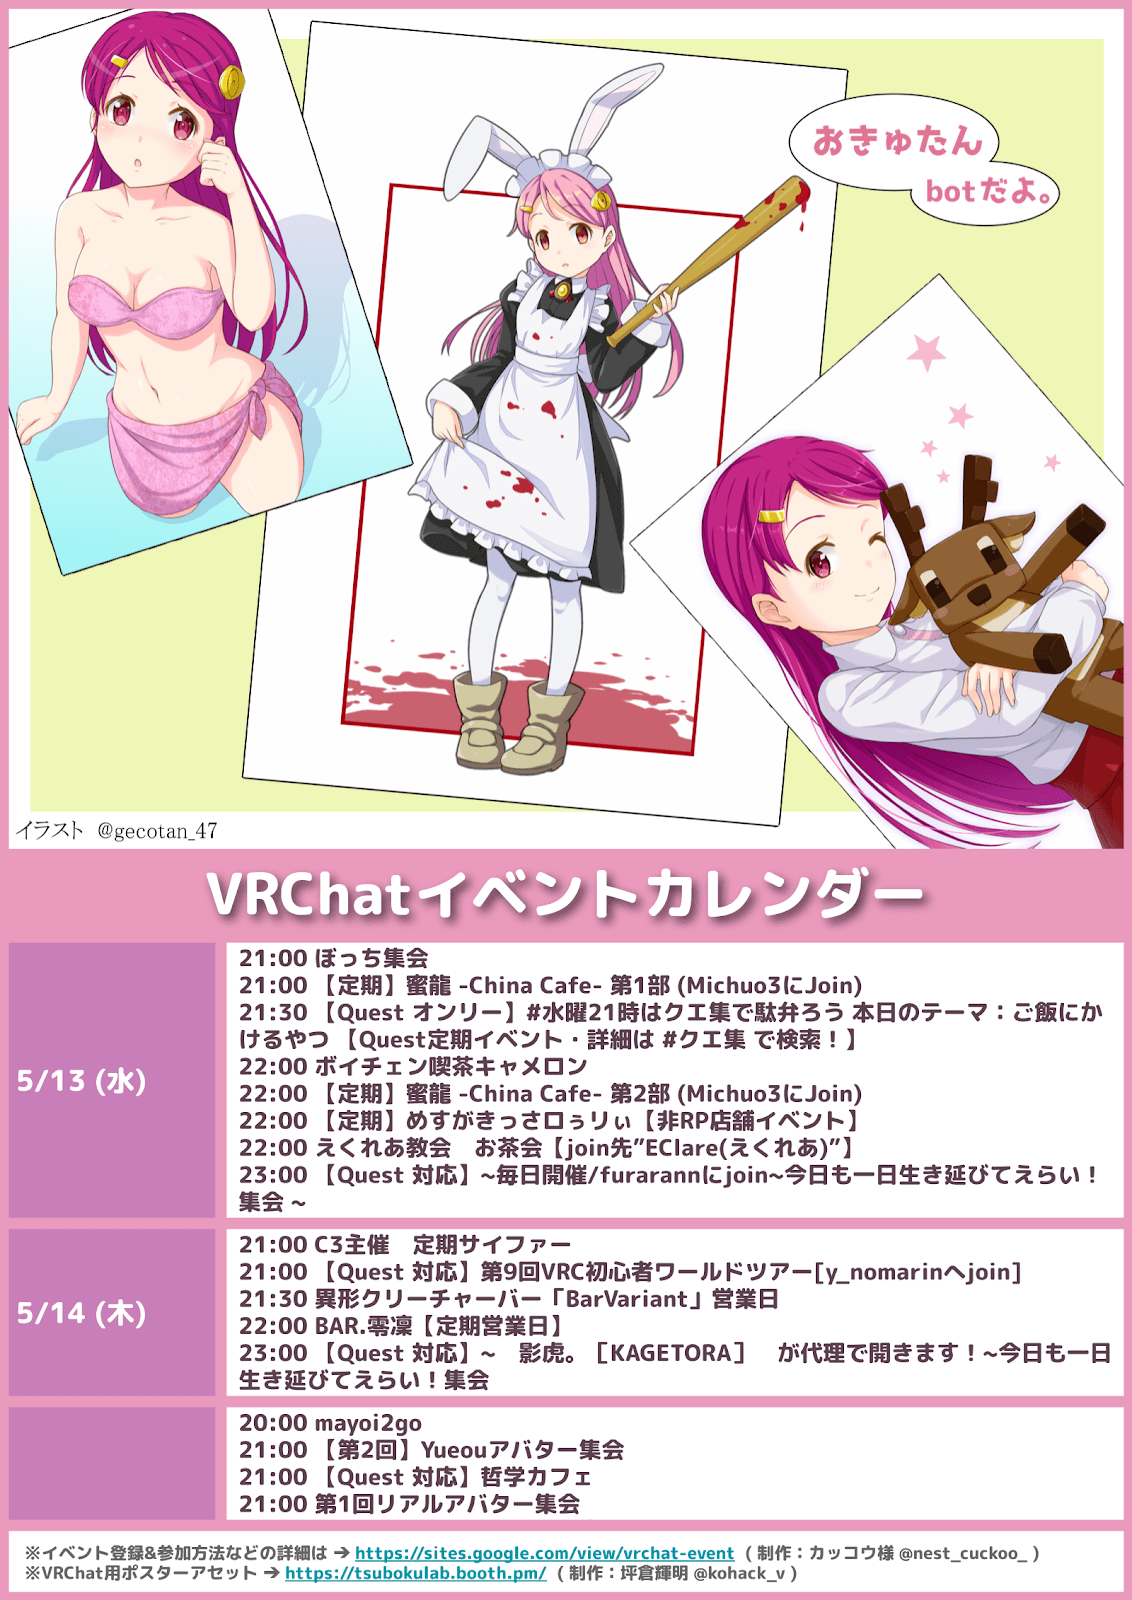 おきゅたん
botだよ。
イラスト @gecotan_47
VRChatイベントカレンダー
5/13 (水)
21:00 ぼっち集会
21:00 【定期】蜜龍 -China Cafe- 第1部 (Michuo3にJoin)
21:30 【Quest オンリー】#水曜21時はクエ集で駄弁ろう 本日のテーマ：ご飯にか
けるやつ 【Quest定期イベント・詳細は #クエ集 で検索！】
22:00 ボイチェン喫茶キャメロン
22:00 【定期】蜜龍 -China Cafe- 第2部 (Michuo3にJoin)
22:00 【定期】めすがきっさロぅリぃ【非RP店舗イベント】
22:00 えくれあ教会　お茶会【join先”EClare(えくれあ)”】
23:00 【Quest 対応】~毎日開催/furarannにjoin~今日も一日生き延びてえらい！
集会 ~
5/14 (木)
21:00 C3主催　定期サイファー
21:00 【Quest 対応】第9回VRC初心者ワールドツアー[y_nomarinへjoin]
21:30 異形クリーチャーバー「BarVariant」営業日
22:00 BAR.零凜【定期営業日】
23:00 【Quest 対応】~　影虎。［KAGETORA］　が代理で開きます！~今日も一日
生き延びてえらい！集会
20:00 mayoi2go
21:00 【第2回】Yueouアバター集会
21:00 【Quest 対応】哲学カフェ
21:00 第1回リアルアバター集会
※イベント登録&参加方法などの詳細は → https://sites.google.com/view/vrchat-event （制作：カッコウ様 @nest_cuckoo_ ）
※VRChat用ポスターアセット → https://tsubokulab.booth.pm/ （制作：坪倉輝明 @kohack_v ）